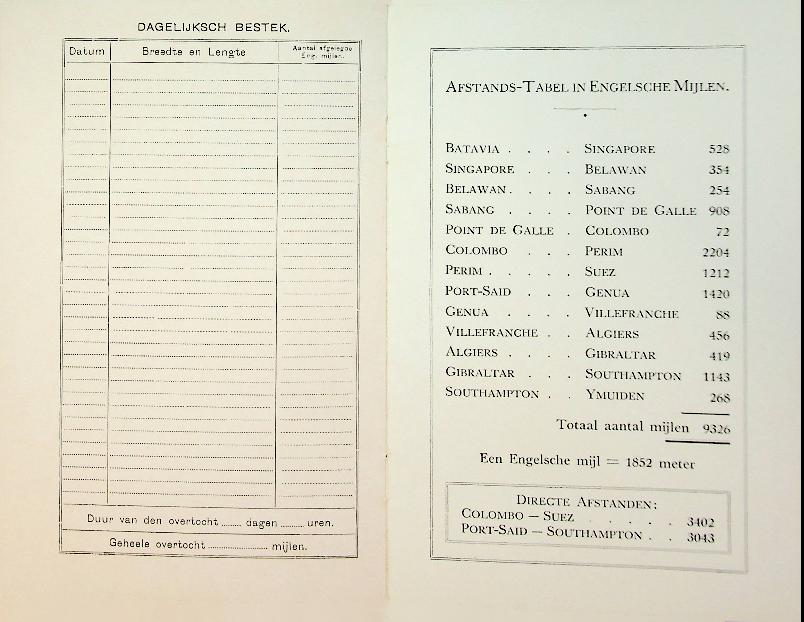 DAGELIJKSCH BESTEK.
Datum Breedte en Lengte Aantal afgelegde
Eng. mijlen.
Duur van den overtocht ........ dagen ......... uren.
Geheele overtocht ........................ mijlen.
AFSTANDS-TABEL IN ENGELSCHE MIJLEN.
BATAVIA . . . . SINGAPORE 528
SINGAPORE . . . BELAWAN 354
BELAWAN . . . . SABANG 254
SABANG . . . . POINT DE GALLE 908
POINT DE GALLE . COLOMBO 72
COLOMBO . . . PERIM 2204
PERIM . . . . . SUEZ 1212
PORT-SAID . . . GENUA 1420
GENUA . . . . VILLEFRANCHE 88
VILLEFRANCHE . . ALGIERS 456
ALGIERS . . . . GIBRALTAR 419
GIBRALTAR . . . SOUTHAMPTON 1143
SOUTHAMPTON . . YMUIDEN 268
Totaal aantal mijlen 9326
Een Engelsche mijl = 1852 meter
DIRECTE AFSTANDEN:
COLOMBO — SUEZ . . . . . 3402
PORT-SAID — SOUTHAMPTON . . 3043